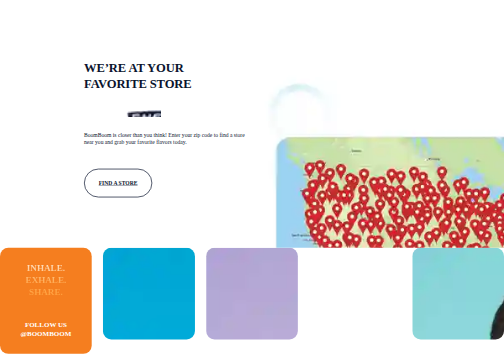 WE'RE AT YOUR
FAVORITE STORE
BoomBoom is closer than you think! Enter your zip code to find a store
near you and grab your favorite flavors today.
FIND A STORE
INHALE.
EXHALE.
SHARE.
FOLLOW US
@BOOMBOOM